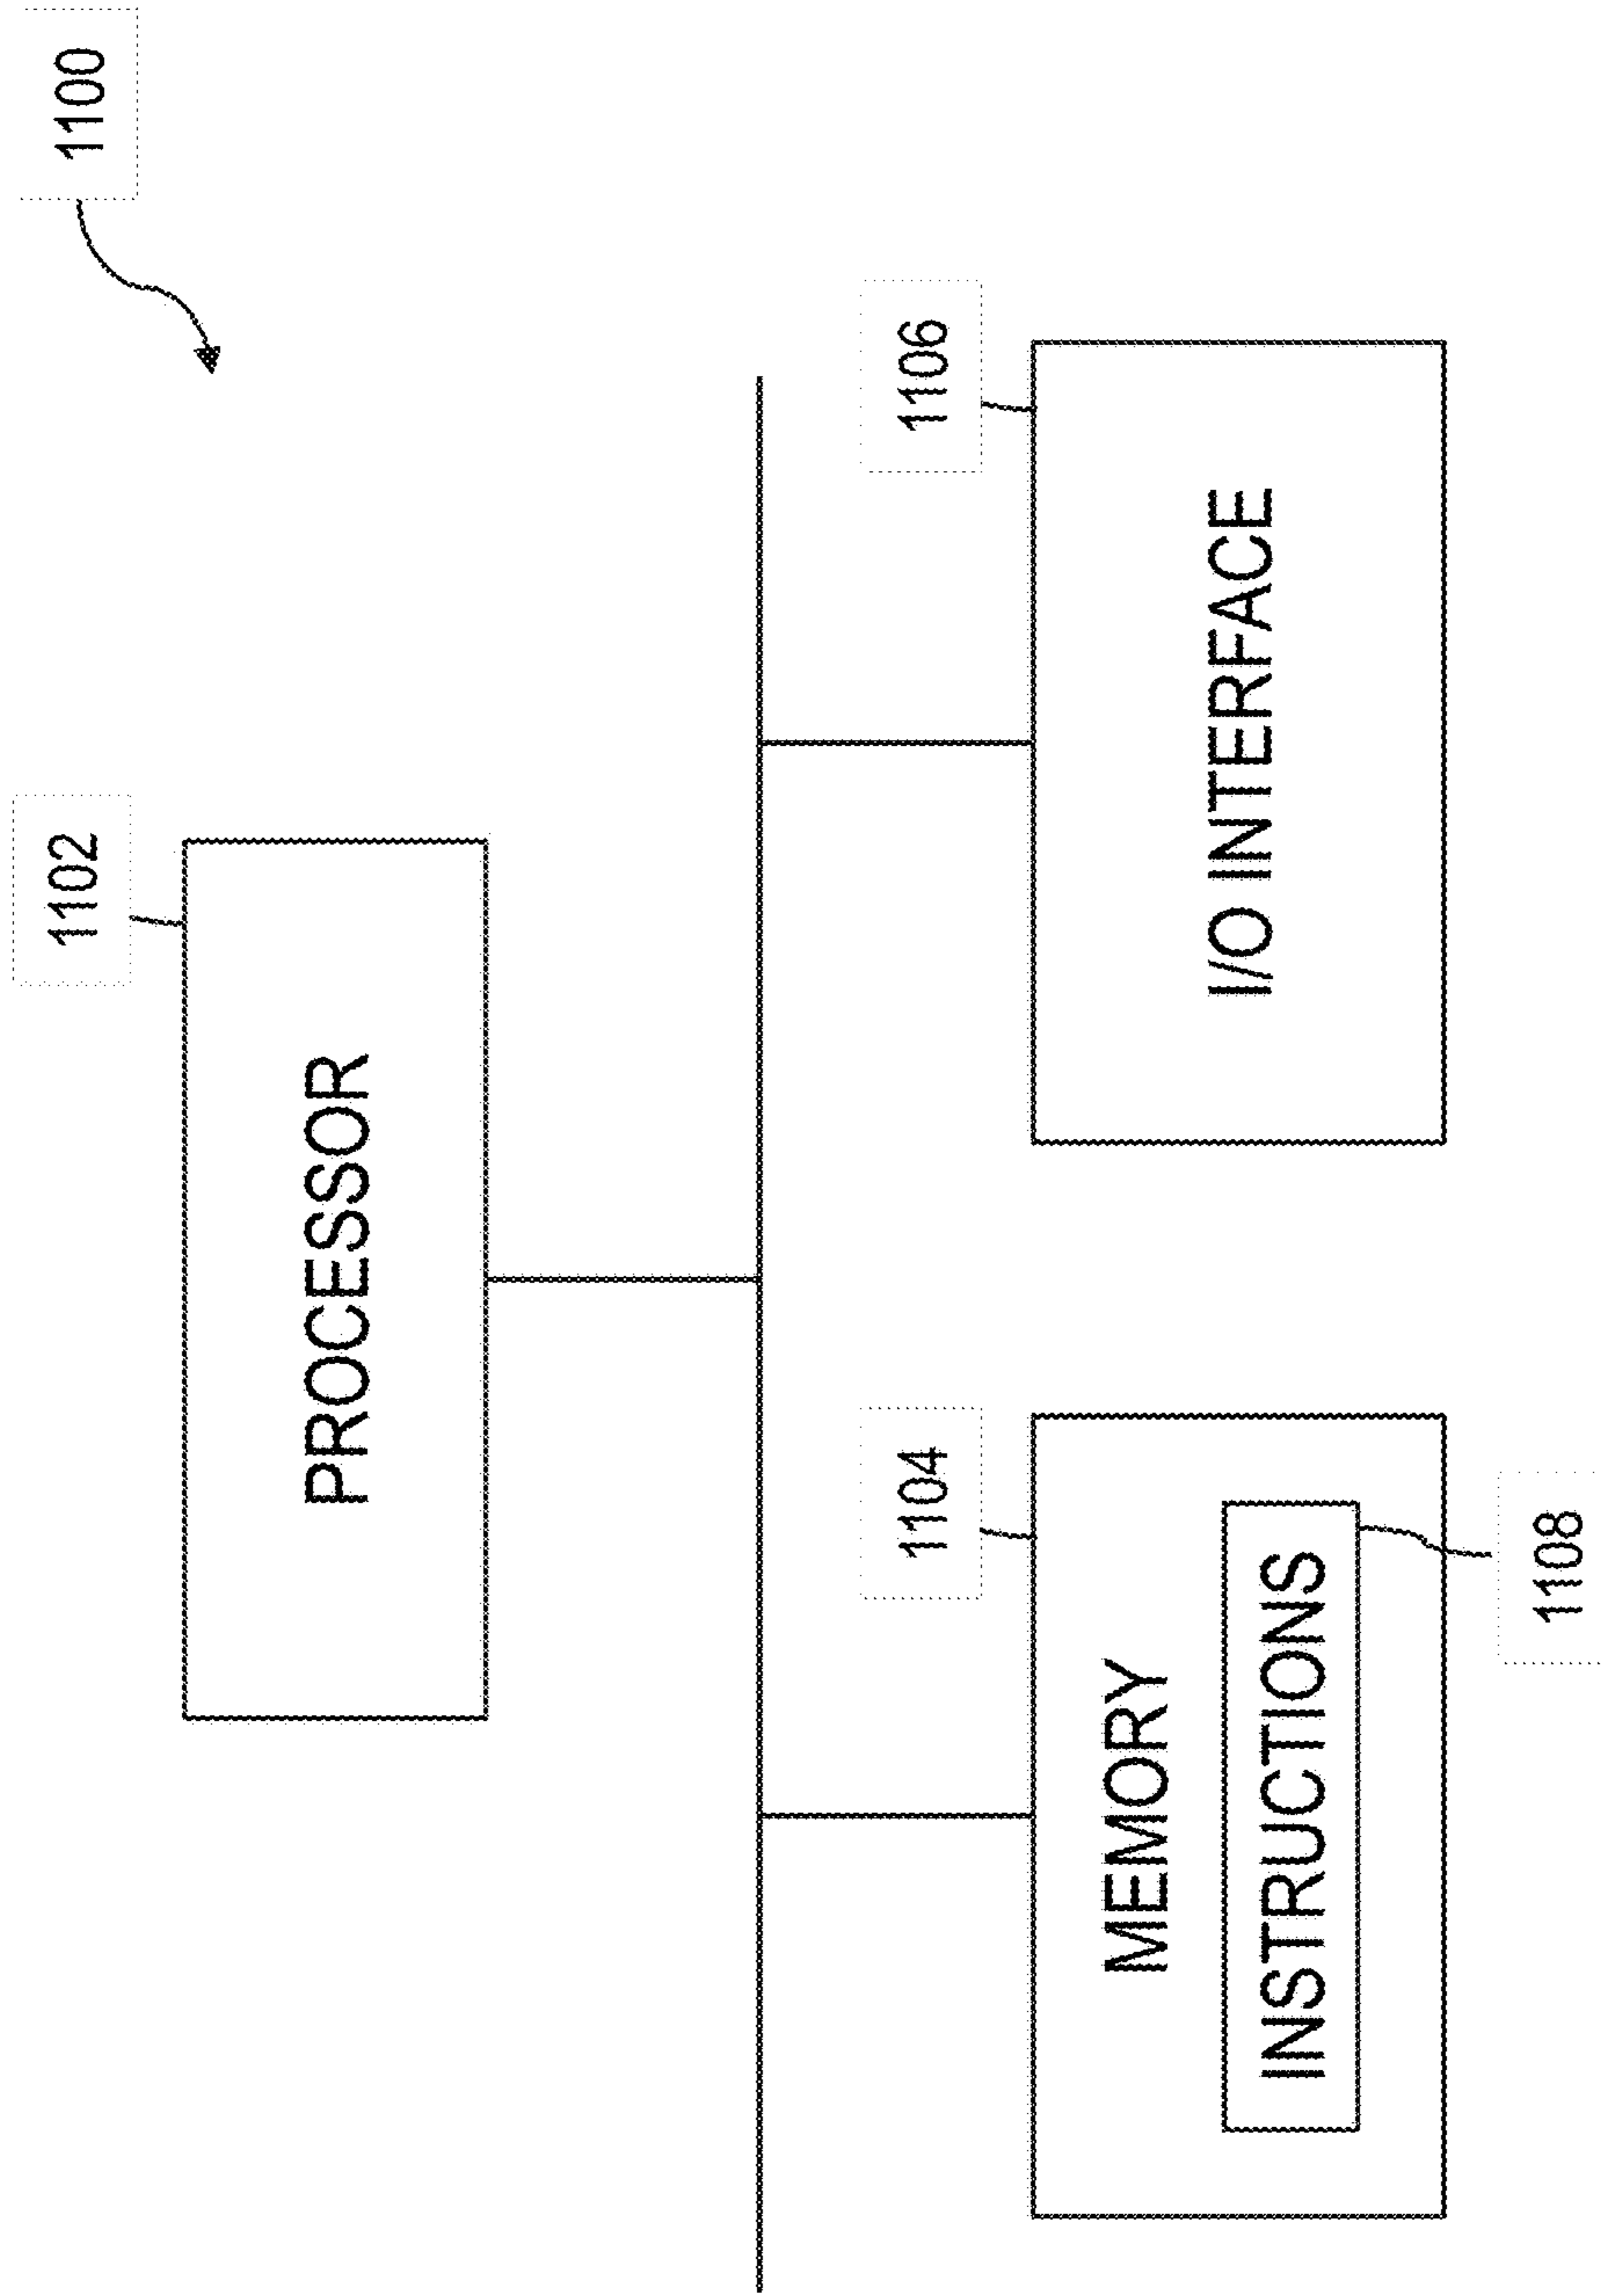 1100
1102
PROCESSOR
1104
1106
MEMORY
I/O INTERFACE
INSTRUCTIONS
1108